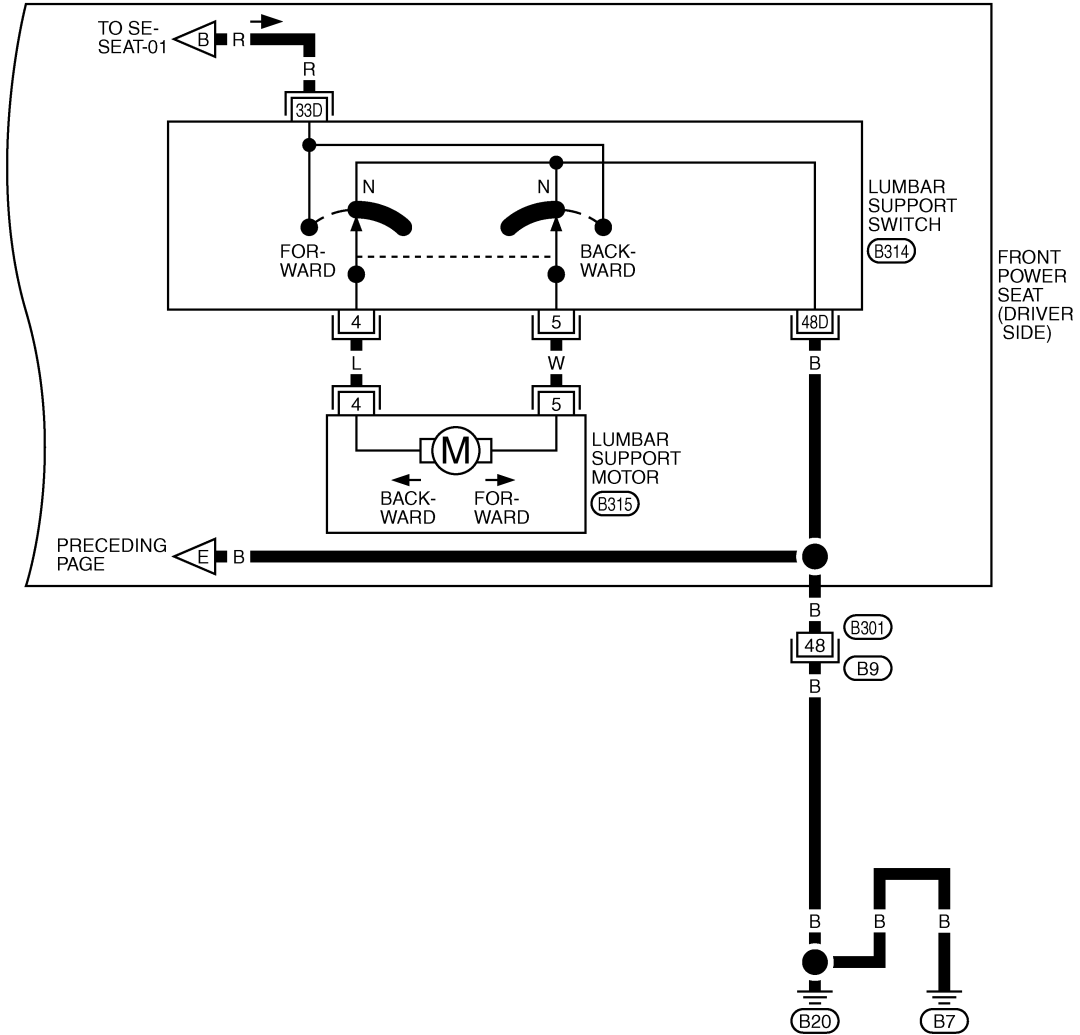 TO SE-
SEAT-01
B
R
R
33D
N
N
FOR-
WARD
BACK-
WARD
LUMBAR
SUPPORT
SWITCH
B314
FRONT
POWER
SEAT
(DRIVER
SIDE)
4
5
48D
L
W
B
4
5
M
BACK-
WARD
FOR-
WARD
LUMBAR
SUPPORT
MOTOR
B315
PRECEDING
PAGE
E
B
B
B301
48
B9
B
B
B
B
B20
B7